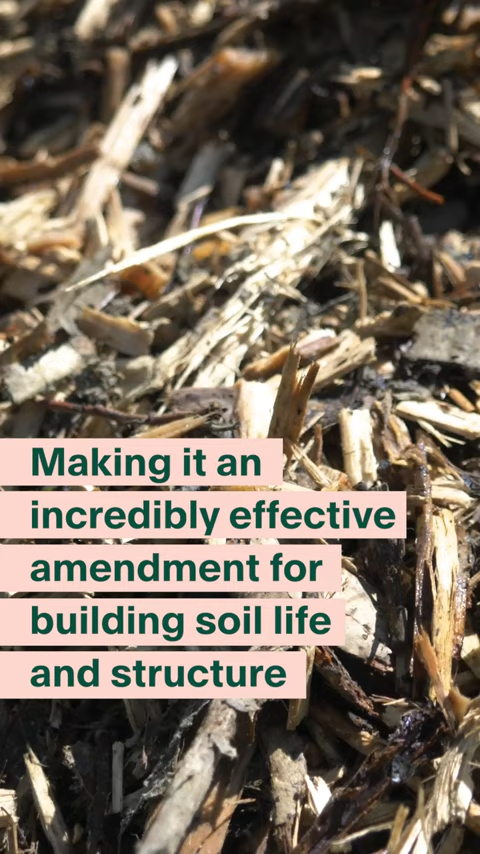 Making it an
incredibly effective
amendment for
building soil life
and structure